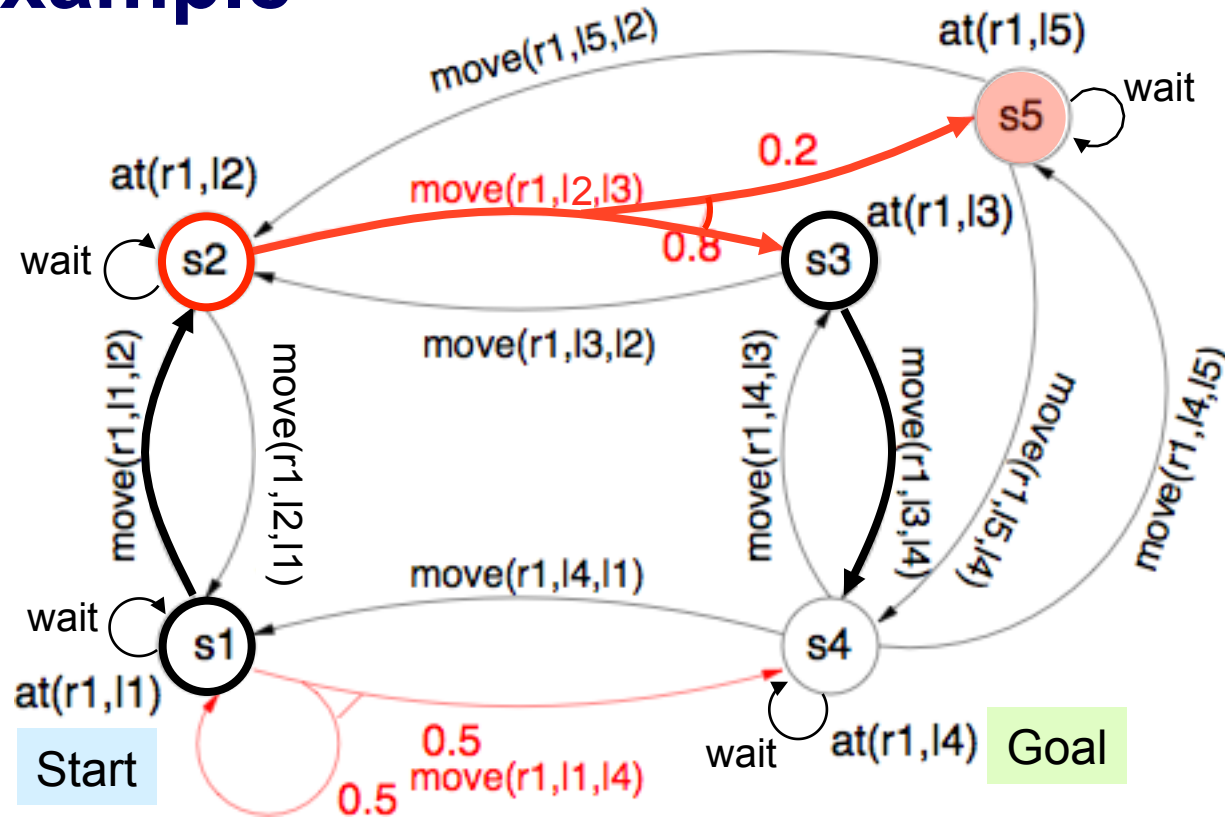 xample
at(r1,l5)
move(r1,l5,l2)
wait
s5
0.2
at(r1,l2)
move(r1,l2,l3)
at(r1,l3)
wait
s2
0.8
s3
move(r1,l3,l2)
move(r1,l1,l2)
move(r1,l2,l1)
move(r1,l4,l3)
move(r1,l3,l4)
move(r1,l5,l4)
move(r1,l4,l5)
move(r1,l4,l1)
wait
s1
s4
at(r1,l1)
Start
0.5
0.5
move(r1,l1,l4)
wait
at(r1,l4)
Goal